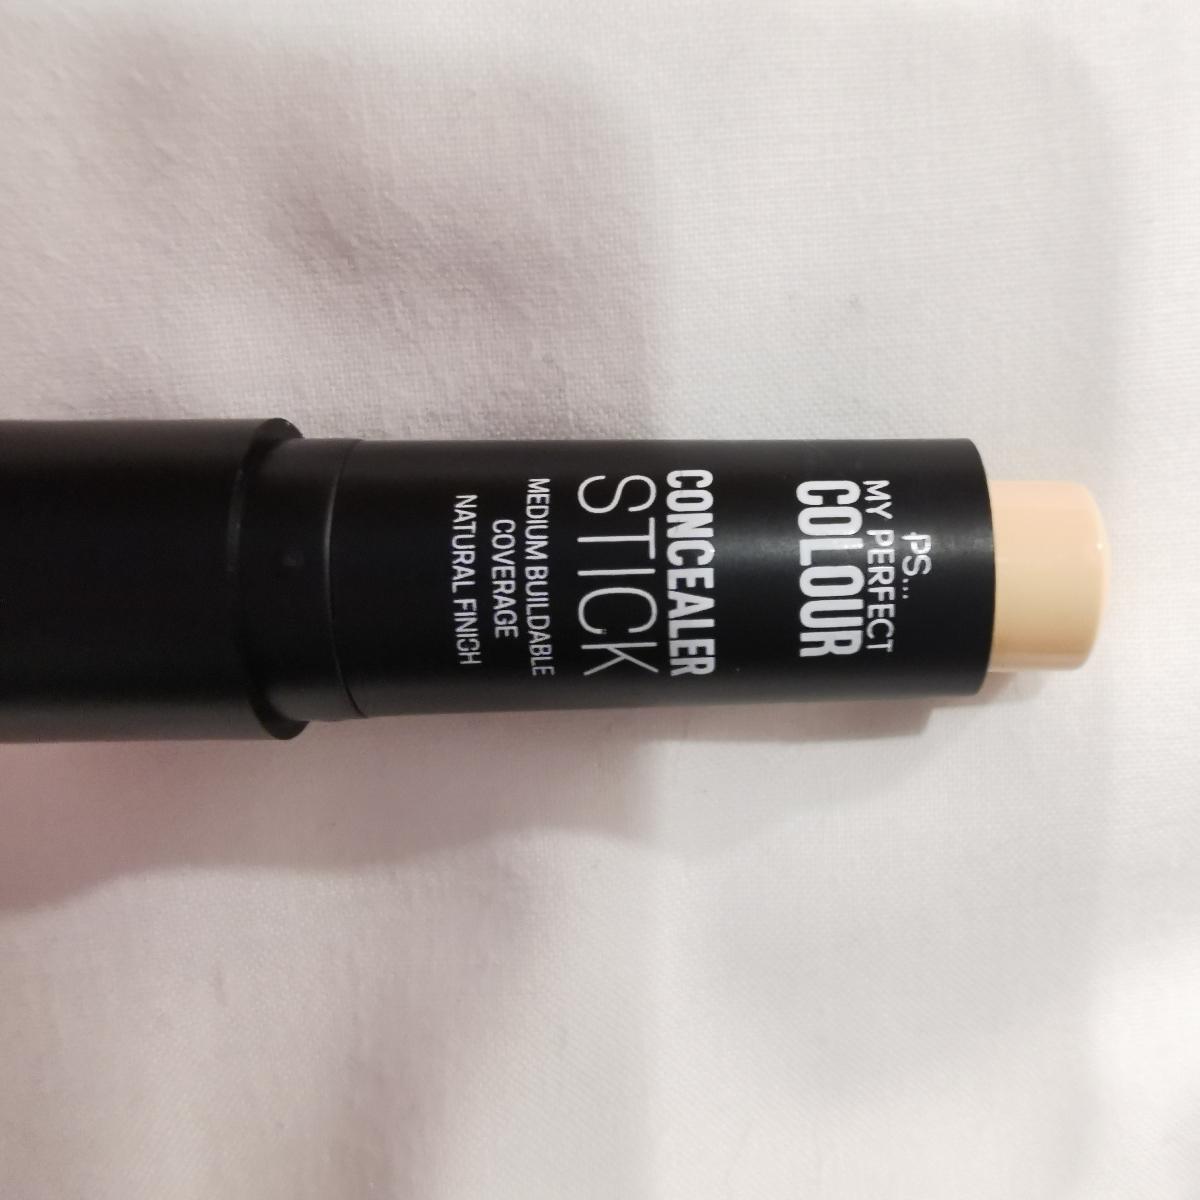 PS...
MY PERFECT
COLOUR
CONCEALER
STICK
MEDIUM BUILDABLE
COVERAGE
NATURAL FINISH